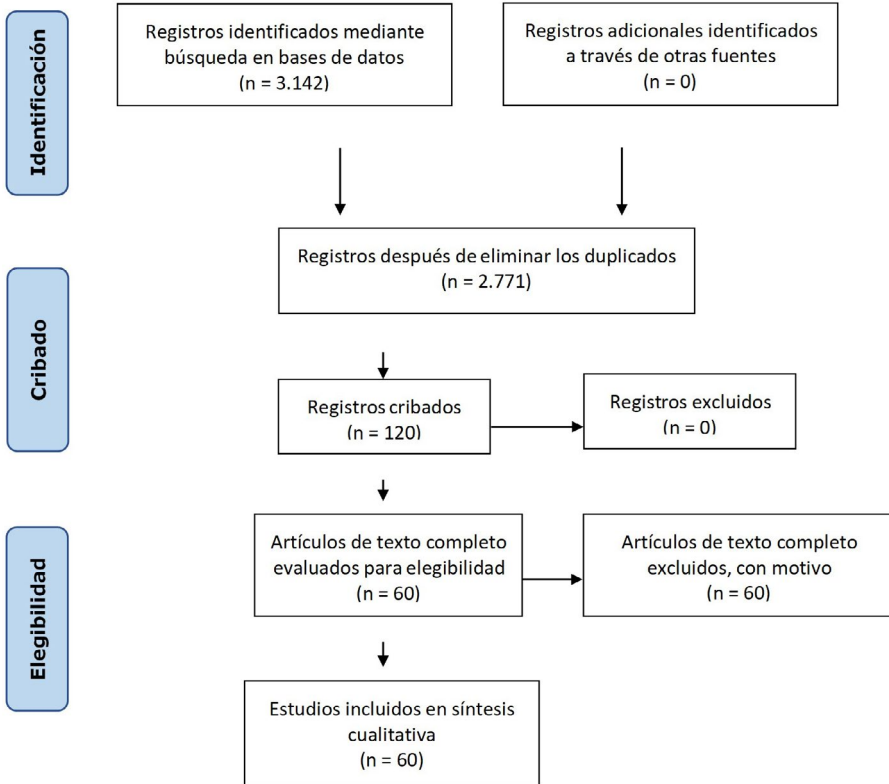 Identificación
Registros identificados mediante
búsqueda en bases de datos
(n = 3.142)
Registros adicionales identificados
a través de otras fuentes
(n = 0)
Registros después de eliminar los duplicados
(n = 2.771)
Cribado
Registros cribados
(n = 120)
Registros excluidos
(n = 0)
Elegibilidad
Artículos de texto completo
evaluados para elegibilidad
(n = 60)
Artículos de texto completo
excluidos, con motivo
(n = 60)
Estudios incluidos en síntesis
cualitativa
(n = 60)